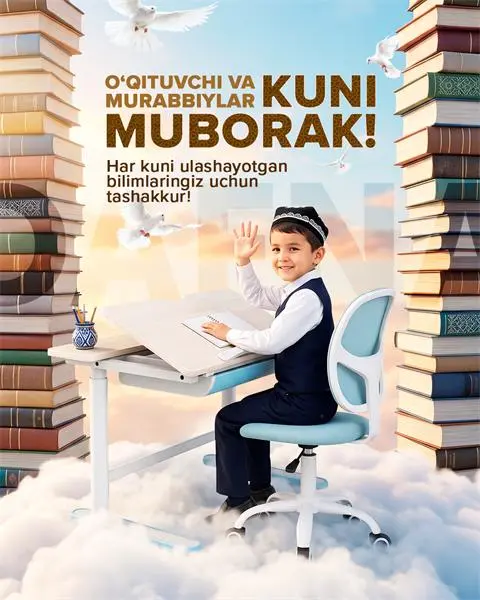 O‘QITUVCHI VA
MURABBIYLAR KUNI
MUBORAK!
Har kuni ulashayotgan
bilimlaringiz uchun
tashakkur!